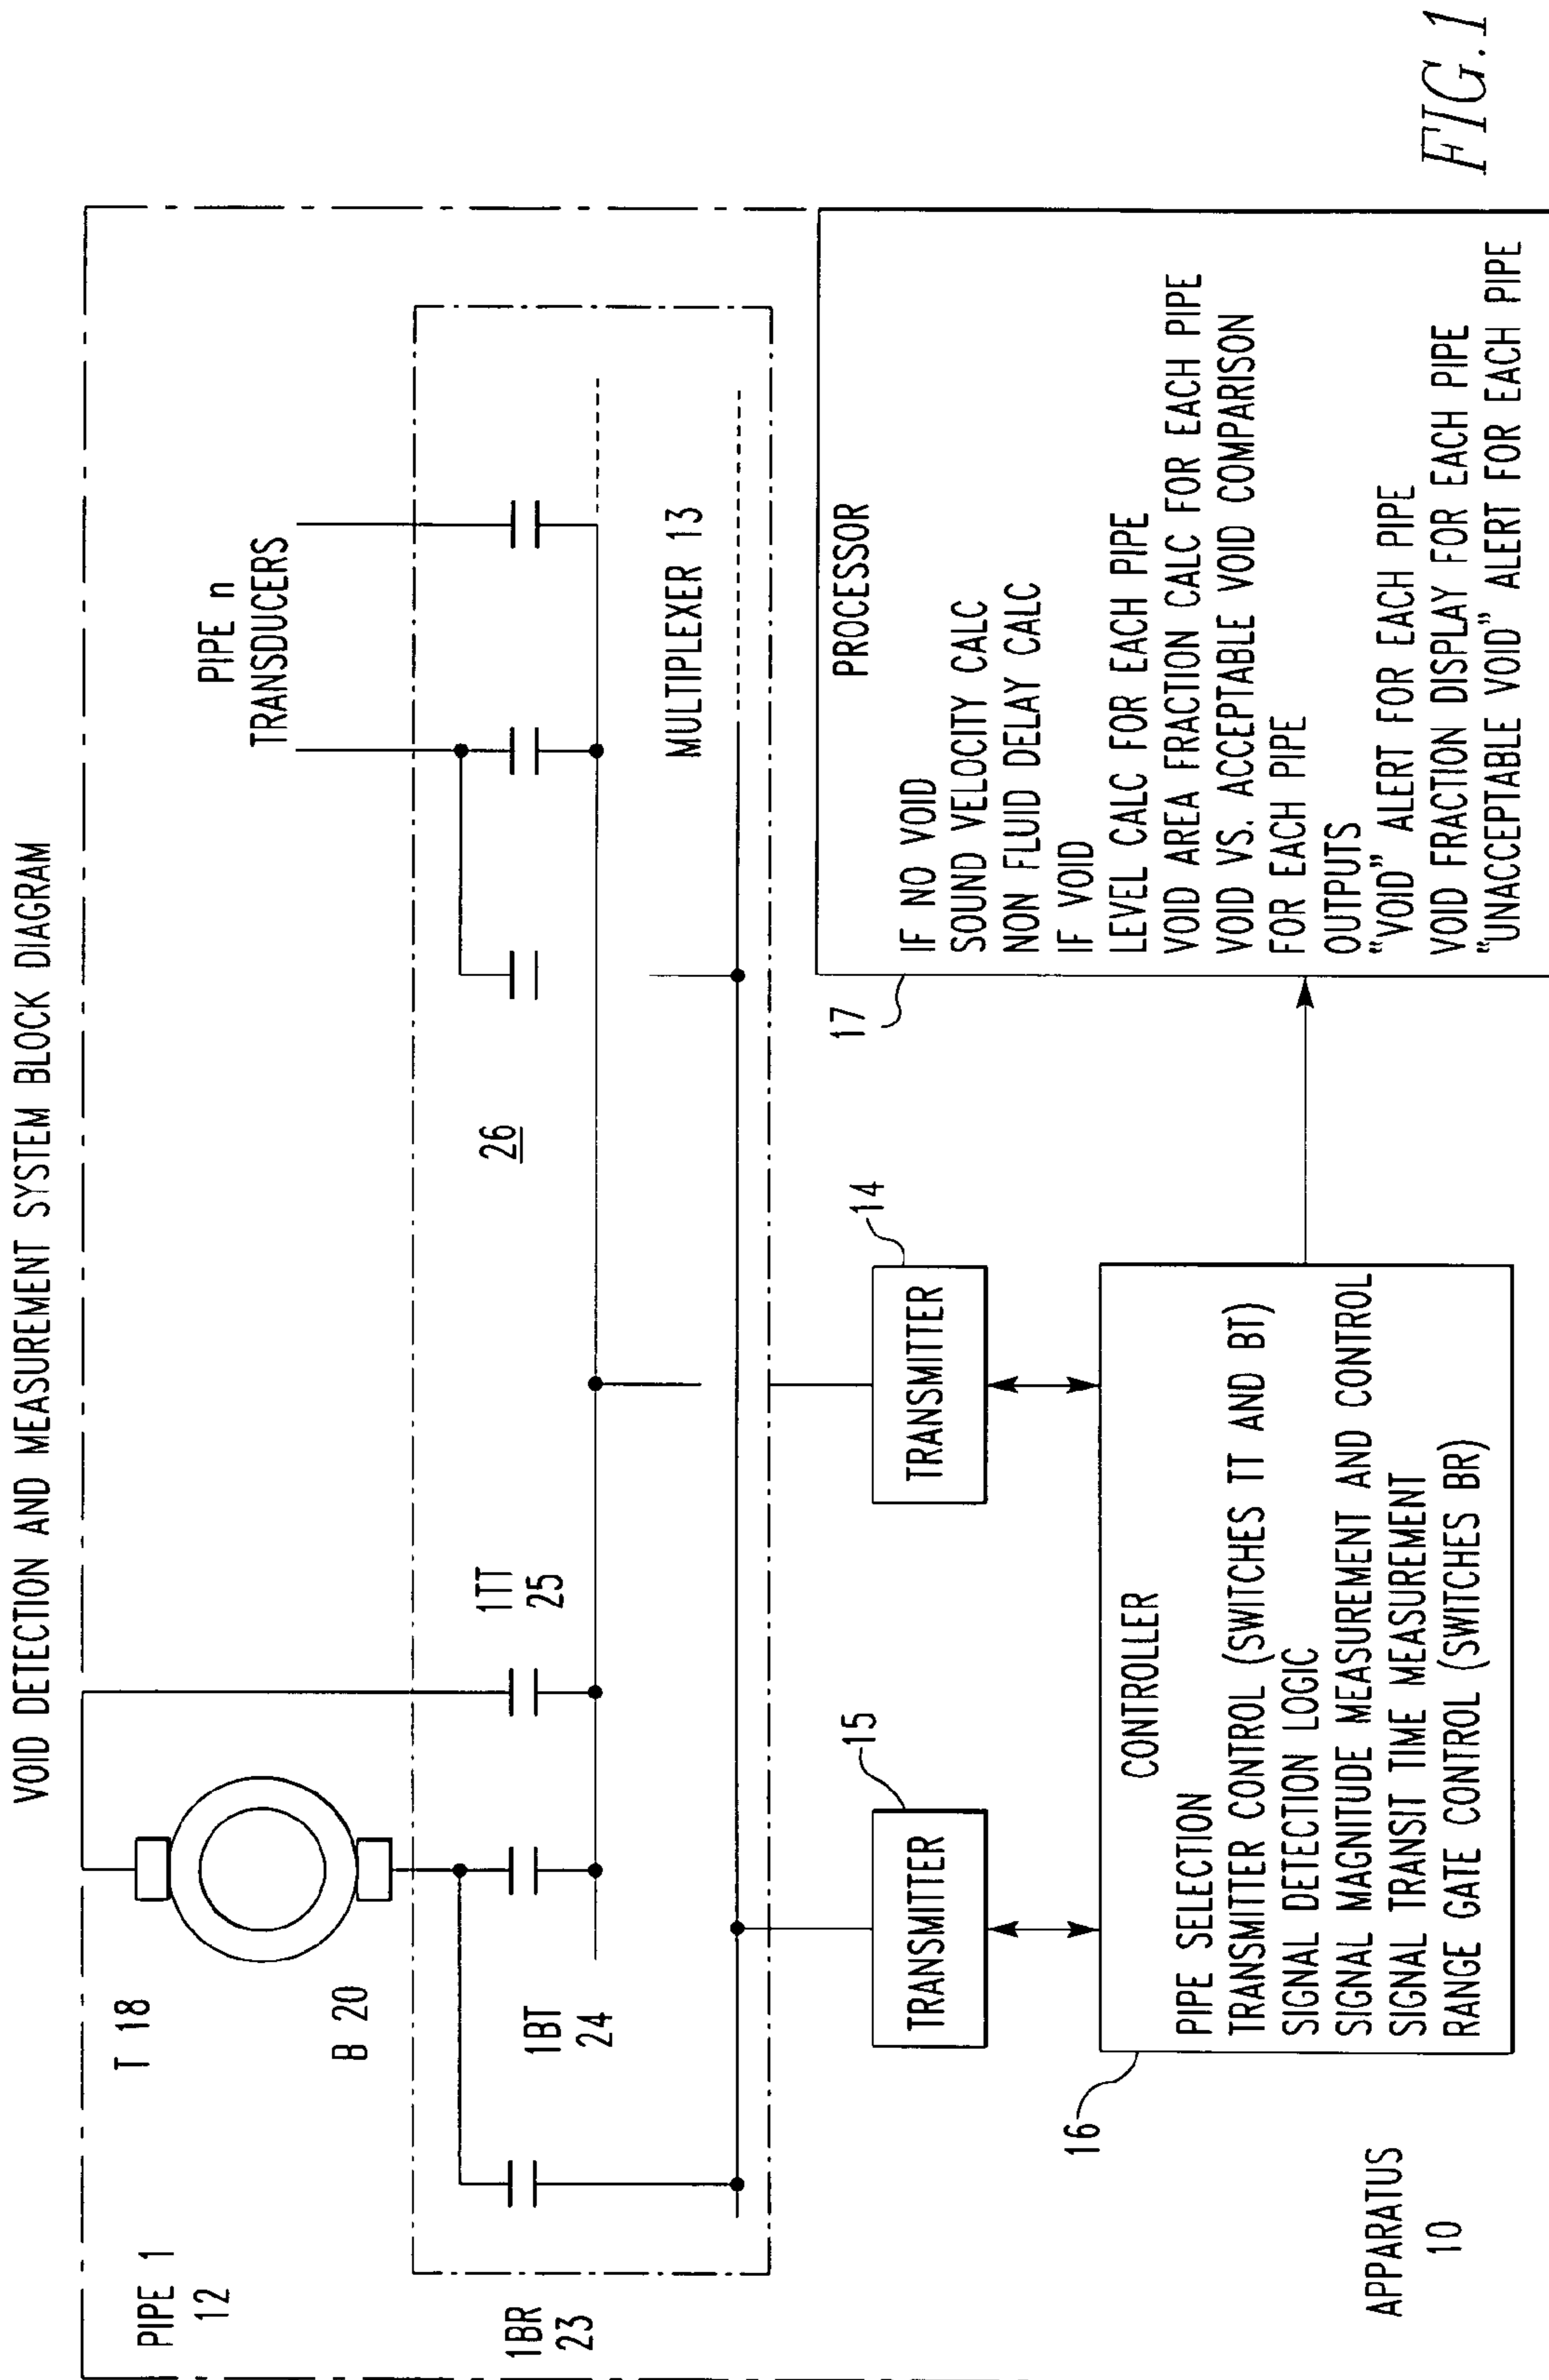 VOID DETECTION AND MEASUREMENT SYSTEM BLOCK DIAGRAM
PIPE 1
12
T 18
B 20
PIPE n
TRANSDUCERS
1BR
23
1BT
24
1TT
25
26
MULTIPLEXER 13
15
TRANSMITTER
14
TRANSMITTER
16
CONTROLLER
PIPE SELECTION
TRANSMITTER CONTROL (SWITCHES TT AND BT)
SIGNAL DETECTION LOGIC
SIGNAL MAGNITUDE MEASUREMENT AND CONTROL
SIGNAL TRANSIT TIME MEASUREMENT
RANGE GATE CONTROL (SWITCHES BR)
17
PROCESSOR
IF NO VOID
SOUND VELOCITY CALC
NON FLUID DELAY CALC
IF VOID
LEVEL CALC FOR EACH PIPE
VOID AREA FRACTION CALC FOR EACH PIPE
VOID VS. ACCEPTABLE VOID COMPARISON
FOR EACH PIPE
OUTPUTS
"VOID" ALERT FOR EACH PIPE
VOID FRACTION DISPLAY FOR EACH PIPE
"UNACCEPTABLE VOID" ALERT FOR EACH PIPE
APPARATUS
10
FIG.1